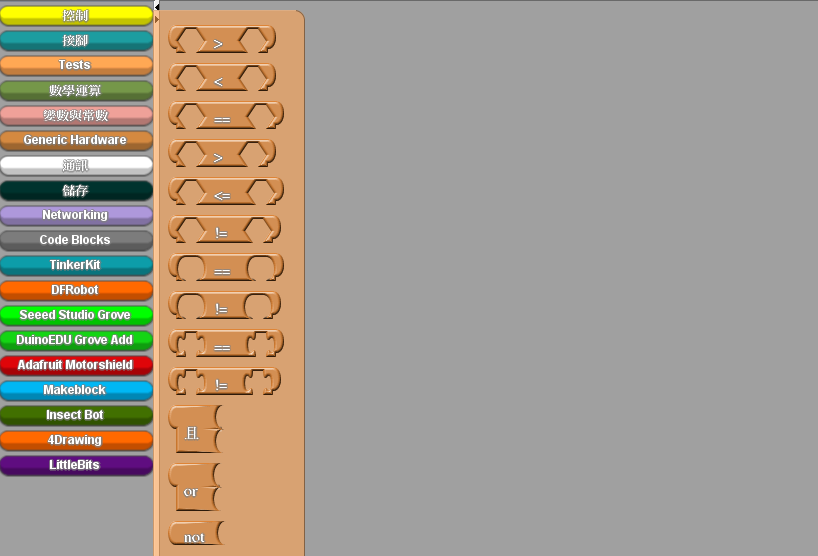 控制
接腳
Tests
數學運算
變數與常數
Generic Hardware
通訊
儲存
Networking
Code Blocks
TinkerKit
DFRobot
Seeed Studio Grove
DuinoEDU Grove Add
Adafruit Motorshield
Makeblock
Insect Bot
4Drawing
LittleBits
>
<
==
>
<=
!=
==
!=
==
!=
且
or
not